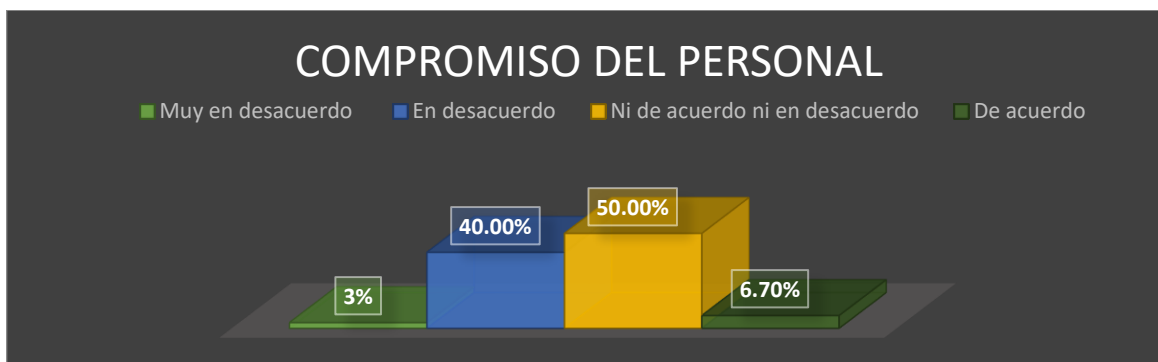 COMPROMISO DEL PERSONAL
Muy en desacuerdo En desacuerdo Ni de acuerdo ni en desacuerdo De acuerdo
3% 40.00% 50.00% 6.70%